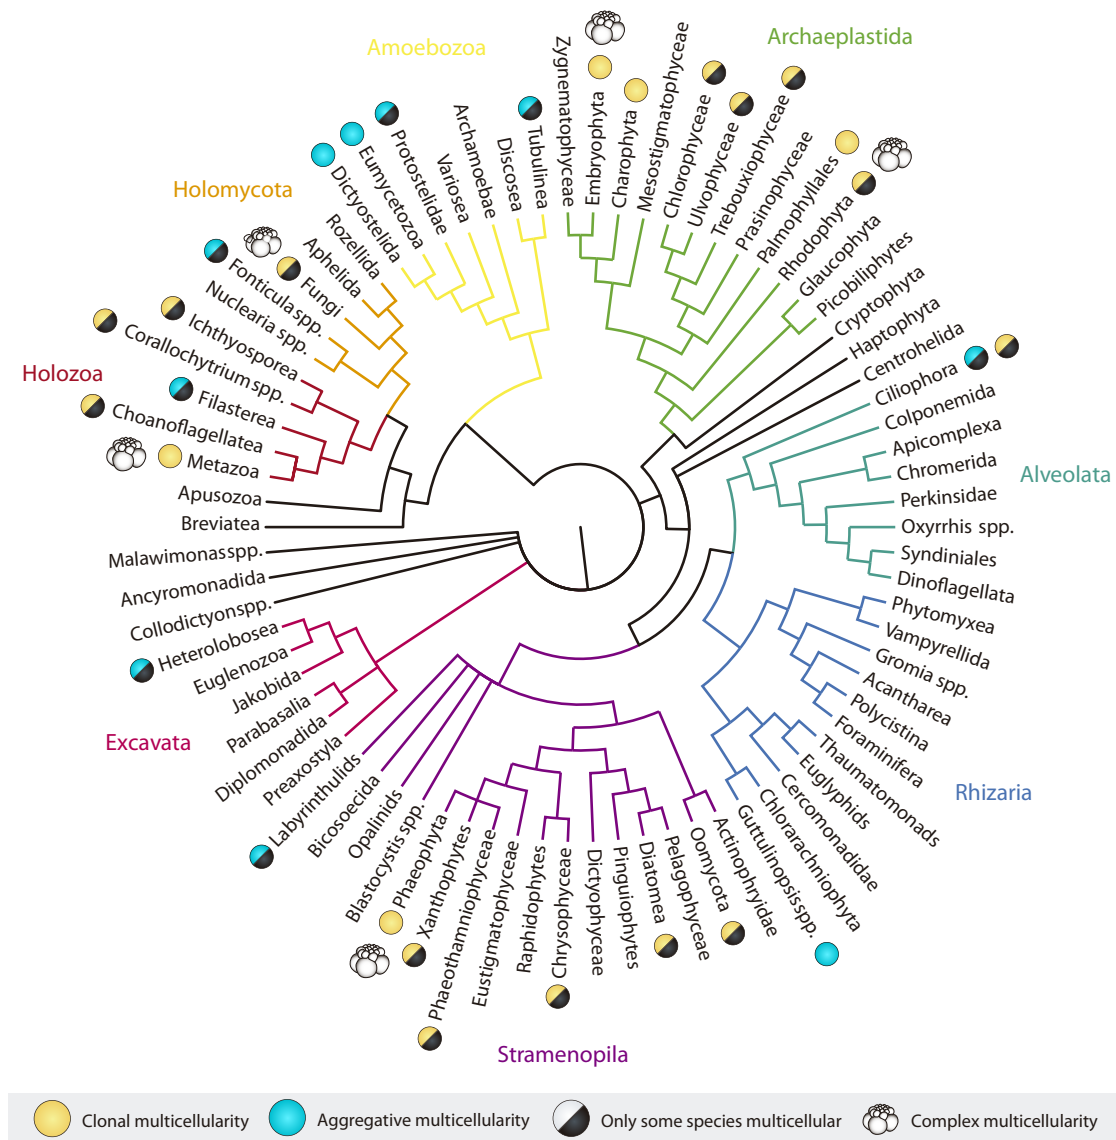 Amoebozoa
Archaeplastida
Holomycota
Holozoa
Alveolata
Excavata
Rhizaria
Stramenopila
Zygnematophyceae
Embryophyta
Charophyta
Mesostigmatophyceae
Chlorophyceae
Ulvophyceae
Trebouxiophyceae
Prasinophyceae
Palmophyllales
Rhodophyta
Glaucophyta
Picobiliphytes
Cryptophyta
Haptophyta
Centrohelida
Ciliophora
Colponemida
Apicomplexa
Chromerida
Perkinsidae
Oxyrrhis spp.
Syndiniales
Dinoflagellata
Phytomyxea
Vampyrellida
Gromia spp.
Acantharea
Polycistina
Foraminifera
Thaumatomonads
Euglyphids
Cercomonadidae
Chlorarachniophyta
Guttulinopsisspp.
Actinophryidae
Oomycota
Pelagophyceae
Diatomea
Pinguiophytes
Dictyophyceae
Chrysophyceae
Raphidophytes
Eustigmatophyceae
Phaeothamniophyceae
Xanthophytes
Phaeophyta
Blastocystis spp.
Opalinids
Bicosoecida
Labyrinthulids
Preaxostyla
Diplomonadida
Parabasalia
Jakobida
Euglenozoa
Heterolobosea
Collodictyonspp.
Ancyromonadida
Malawimonasspp.
Breviatea
Apusozoa
Metazoa
Choanoflagellatea
Filasterea
Corallochytrium spp.
Ichthyosporea
Nuclearia spp.
Fonticula spp.
Fungi
Aphelida
Rozellida
Dictyostelida
Eumycetozoa
Protostelidae
Variosea
Archamoebae
Discosea
Tubulinea
Clonal multicellularity
Aggregative multicellularity
Only some species multicellular
Complex multicellularity